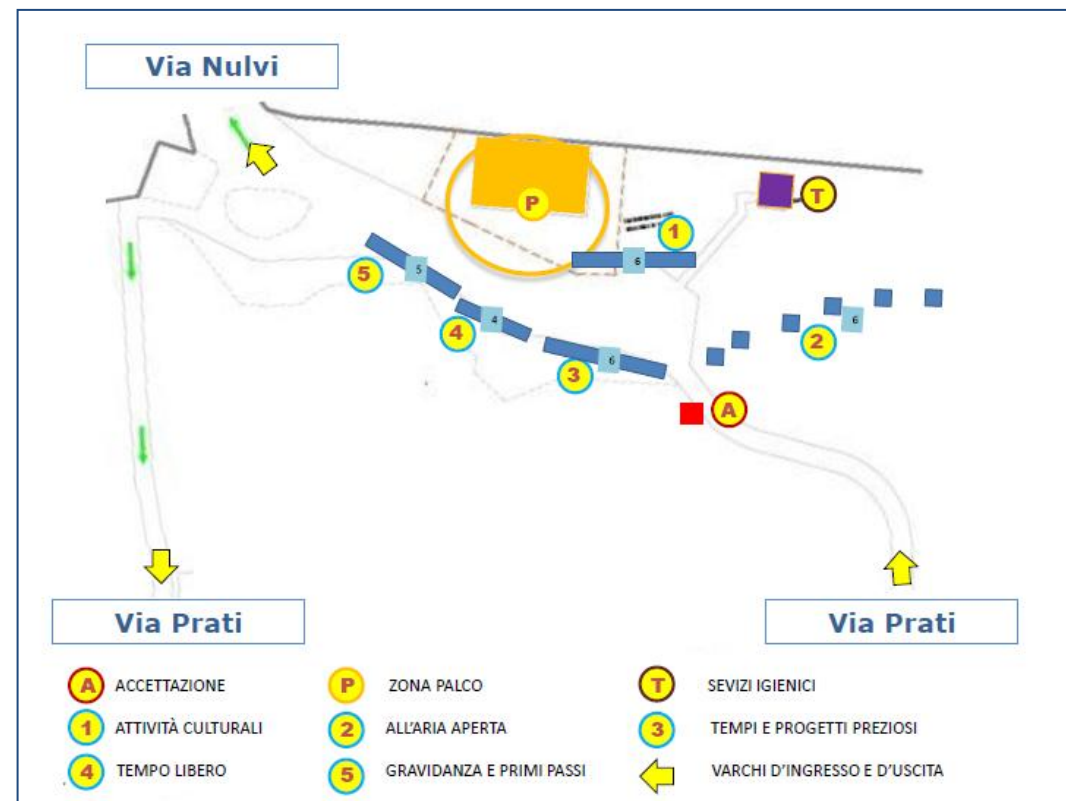 Via Nulvi
P
T
1
5
5
6
4
4
6
2
6
3
A
Via Prati
Via Prati
A ACCETTAZIONE
P ZONA PALCO
T SEVIZI IGIENICI
1 ATTIVITÀ CULTURALI
2 ALL'ARIA APERTA
3 TEMPI E PROGETTI PREZIOSI
4 TEMPO LIBERO
5 GRAVIDANZA E PRIMI PASSI
VARCHI D'INGRESSO E D'USCITA